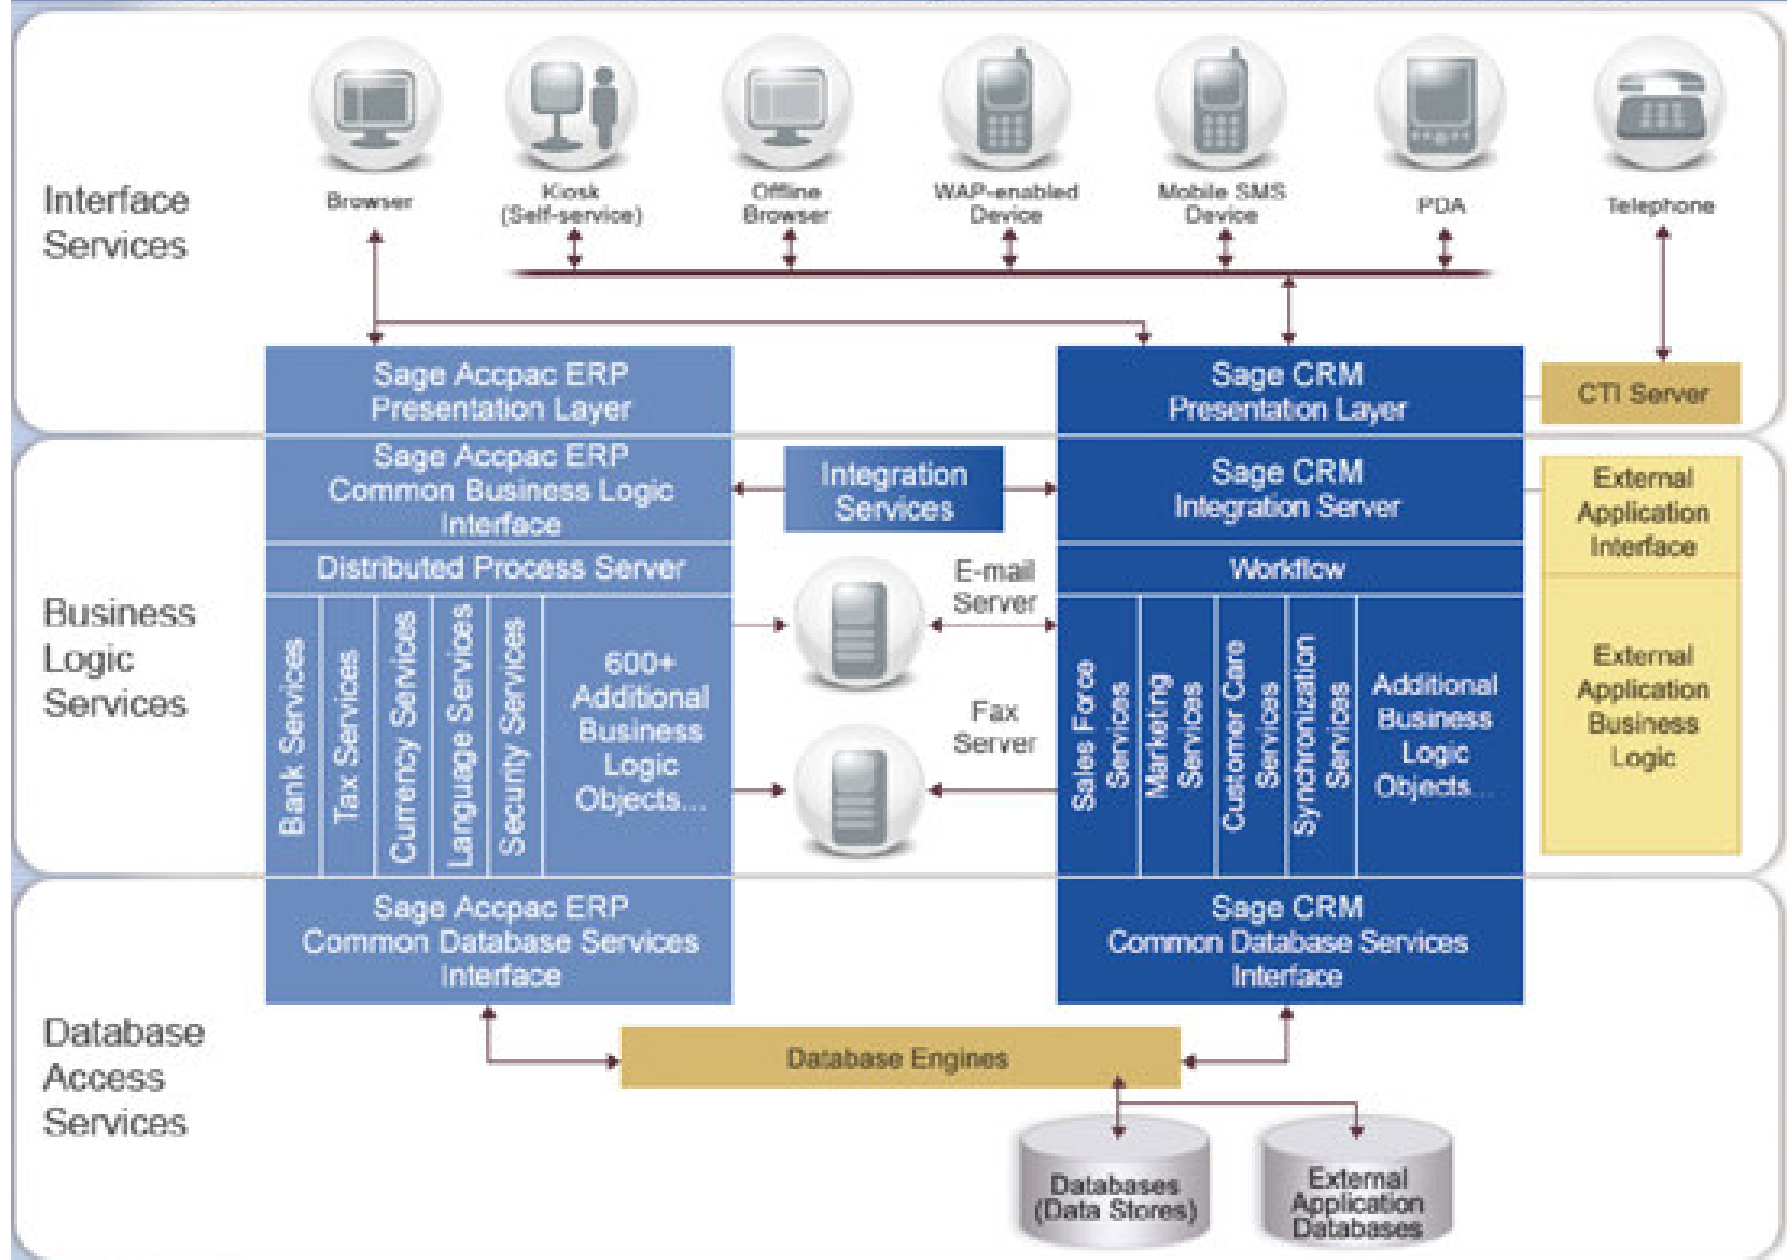 Interface
Services
Browser
Kiosk
(Self-service)
Offline
Browser
WAP-enabled
Device
Mobile SMS
Device
PDA
Telephone
Sage Accpac ERP
Presentation Layer
Sage CRM
Presentation Layer
CTI Server
Business
Logic
Services
Sage Accpac ERP
Common Business Logic
Interface
Integration
Services
Sage CRM
Integration Server
External
Application
Interface
Distributed Process Server
Workflow
Bank Services
Tax Services
Currency Services
Language Services
Security Services
600+
Additional
Business
Logic
Objects...
E-mail
Server
Fax
Server
Sales Force
Services
Marketing
Services
Customer Care
Services
Synchronization
Services
Additional
Business
Logic
Objects...
External
Application
Business
Logic
Database
Access
Services
Sage Accpac ERP
Common Database Services
Interface
Sage CRM
Common Database Services
Interface
Database Engines
Databases
(Data Stores)
External
Application
Databases